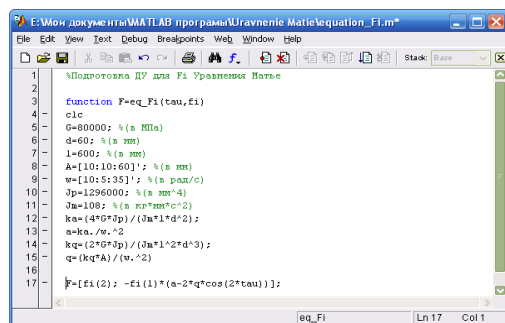 E:\Мои документы\MATLAB програмы\Uravnenie Matie\equation_Fi.m*
File Edit View Text Debug Breakpoints Web Window Help
Stack: Base
1 %Подготовка ДУ для Fi Уравнения Матье
2
3 function F=eq_Fi(tau,fi)
4 clc
5 G=80000; %(в МПа)
6 d=60; %(в мм)
7 l=600; %(в мм)
8 A=[10:10:60]'; %(в мм)
9 w=[10:5:35]'; %(в рад/с)
10 Jp=1296000; %(в мм^4)
11 Jm=108; %(в кг*мм*с^2)
12 ka=(4*G*Jp)/(Jm*l*d^2);
13 a=ka./w.^2
14 kq=(2*G*Jp)/(Jm*l^2*d^3);
15 q=(kq*A)/(w.^2)
16
17 F=[fi(2); -fi(1)*(a-2*q*cos(2*tau))];
eq_Fi Ln 17 Col 1